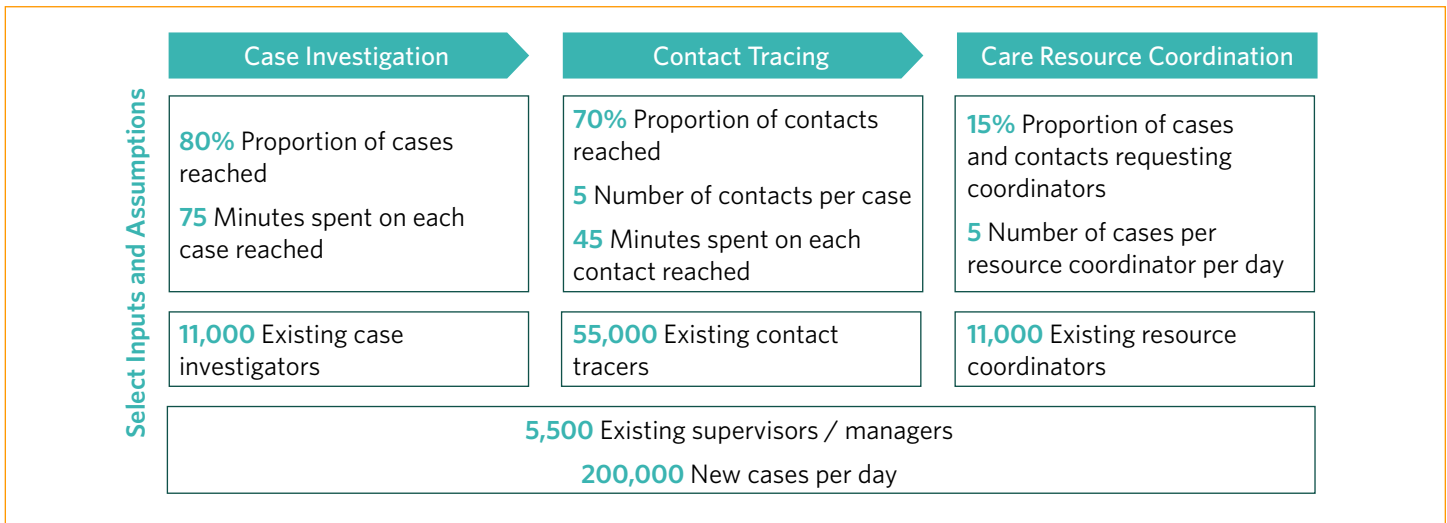 Select Inputs and Assumptions
Case Investigation
80% Proportion of cases
reached
75 Minutes spent on each
case reached
11,000 Existing case
investigators
Contact Tracing
70% Proportion of contacts
reached
5 Number of contacts per case
45 Minutes spent on each
contact reached
55,000 Existing contact
tracers
Care Resource Coordination
15% Proportion of cases
and contacts requesting
coordinators
5 Number of cases per
resource coordinator per day
11,000 Existing resource
coordinators
5,500 Existing supervisors / managers
200,000 New cases per day